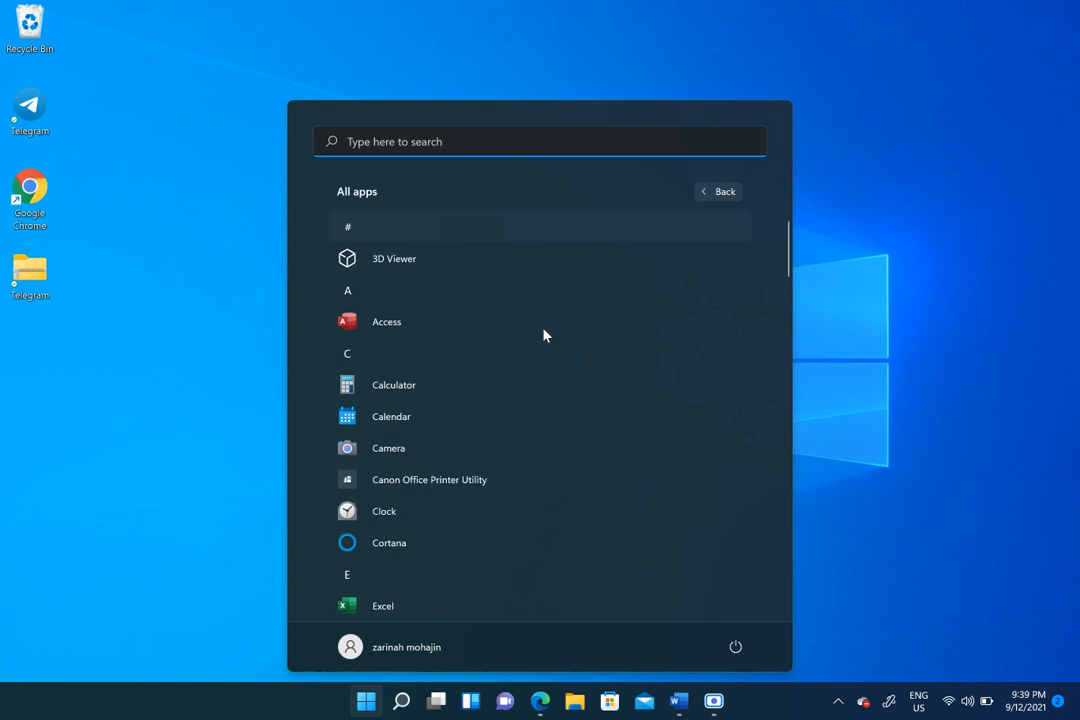 Recycle Bin
Telegram
Google
Chrome
Telegram
Type here to search
All apps
Back
#
3D Viewer
A
Access
C
Calculator
Calendar
Camera
Canon Office Printer Utility
Clock
Cortana
E
Excel
zarinah mohajin
ENG
US
9:39 PM
9/12/2021
2